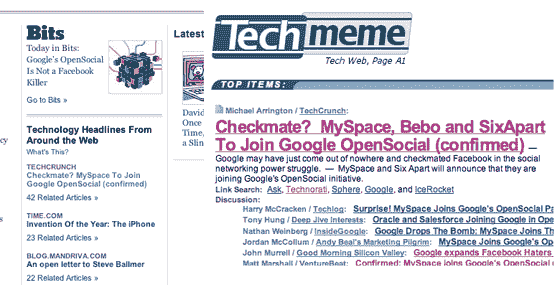 Bits
Today in Bits:
Google's OpenSocial
Is Not a Facebook
Killer
Go to Bits »
Technology Headlines From
Around the Web
What's This?
TECHCRUNCH
Checkmate? MySpace To Join
Google OpenSocial (confirmed)
42 Related Articles »
TIME.COM
Invention Of the Year: The iPhone
23 Related Articles »
BLOG.MANDRIVA.COM
An open letter to Steve Ballmer
22 Related Articles »
Latest
David
Once
Time,
a Slin
Techmeme
Tech Web, Page A1
TOP ITEMS:
Michael Arrington / TechCrunch:
Checkmate? MySpace, Bebo and SixApart
To Join Google OpenSocial (confirmed) —
Google may have just come out of nowhere and checkmated Facebook in the social
networking power struggle. — MySpace and Six Apart will announce that they are
joining Google's OpenSocial initiative.
Link Search: Ask, Technorati, Sphere, Google, and IceRocket
Discussion:
Harry McCracken / Techlog: Surprise! MySpace Joins Google's OpenSocial Pa
Tony Hung / Deep Jive Interests: Oracle and Salesforce Joining Google in Ope
Nathan Weinberg / InsideGoogle: Google Drops The Bomb: MySpace Joins Th
Jordan McCollum / Andy Beal's Marketing Pilgrim: MySpace Joins Google's Op
John Murrell / Good Morning Silicon Valley: Google expands Facebook Haters
Matt Marshall / VentureBeat: Confirmed: MySpace joins Google's OpenSocial